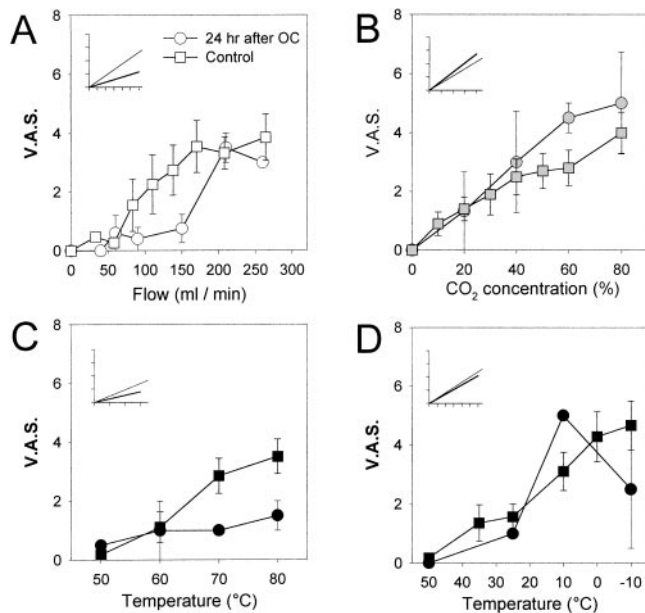 A
24 hr after OC
Control
V.A.S.
8
6
4
2
0
0 50 100 150 200 250 300
Flow (ml / min)
B
V.A.S.
8
6
4
2
0
0 20 40 60 80
CO₂ concentration (%)
C
V.A.S.
8
6
4
2
0
50 60 70 80
Temperature (°C)
D
V.A.S.
8
6
4
2
0
50 40 30 20 10 0 -10
Temperature (°C)